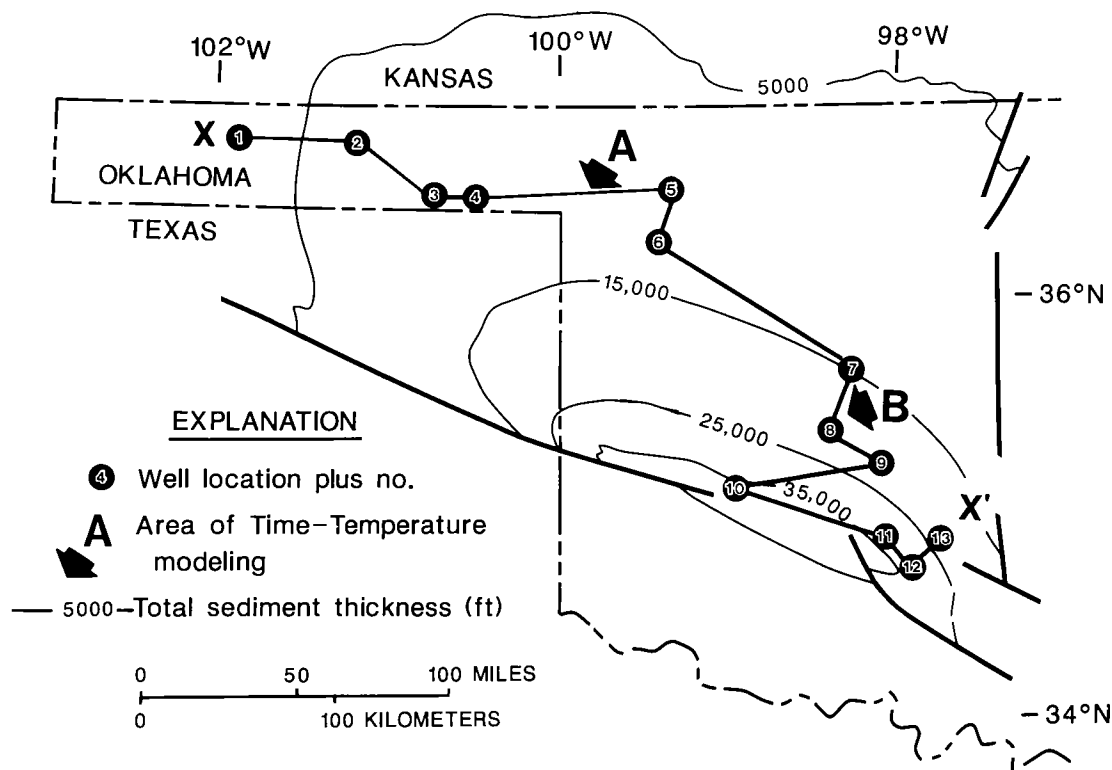 102°W
100°W
98°W
KANSAS
5000
X
1
2
A
OKLAHOMA
3
4
5
TEXAS
6
15,000
36°N
7
EXPLANATION
B
8
25,000
4 Well location plus no.
9
10
35,000
X'
A Area of Time-Temperature
modeling
11
13
12
5000 Total sediment thickness (ft)
0 50 100 MILES
0 100 KILOMETERS
34°N